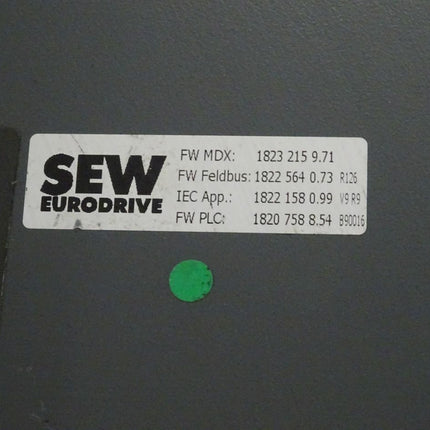 SEW
EURODRIVE
FW MDX: 1823 215 9.71
FW Feldbus: 1822 564 0.73 R126
IEC App.: 1822 158 0.99 V9 R9
FW PLC: 1820 758 8.54 B90016